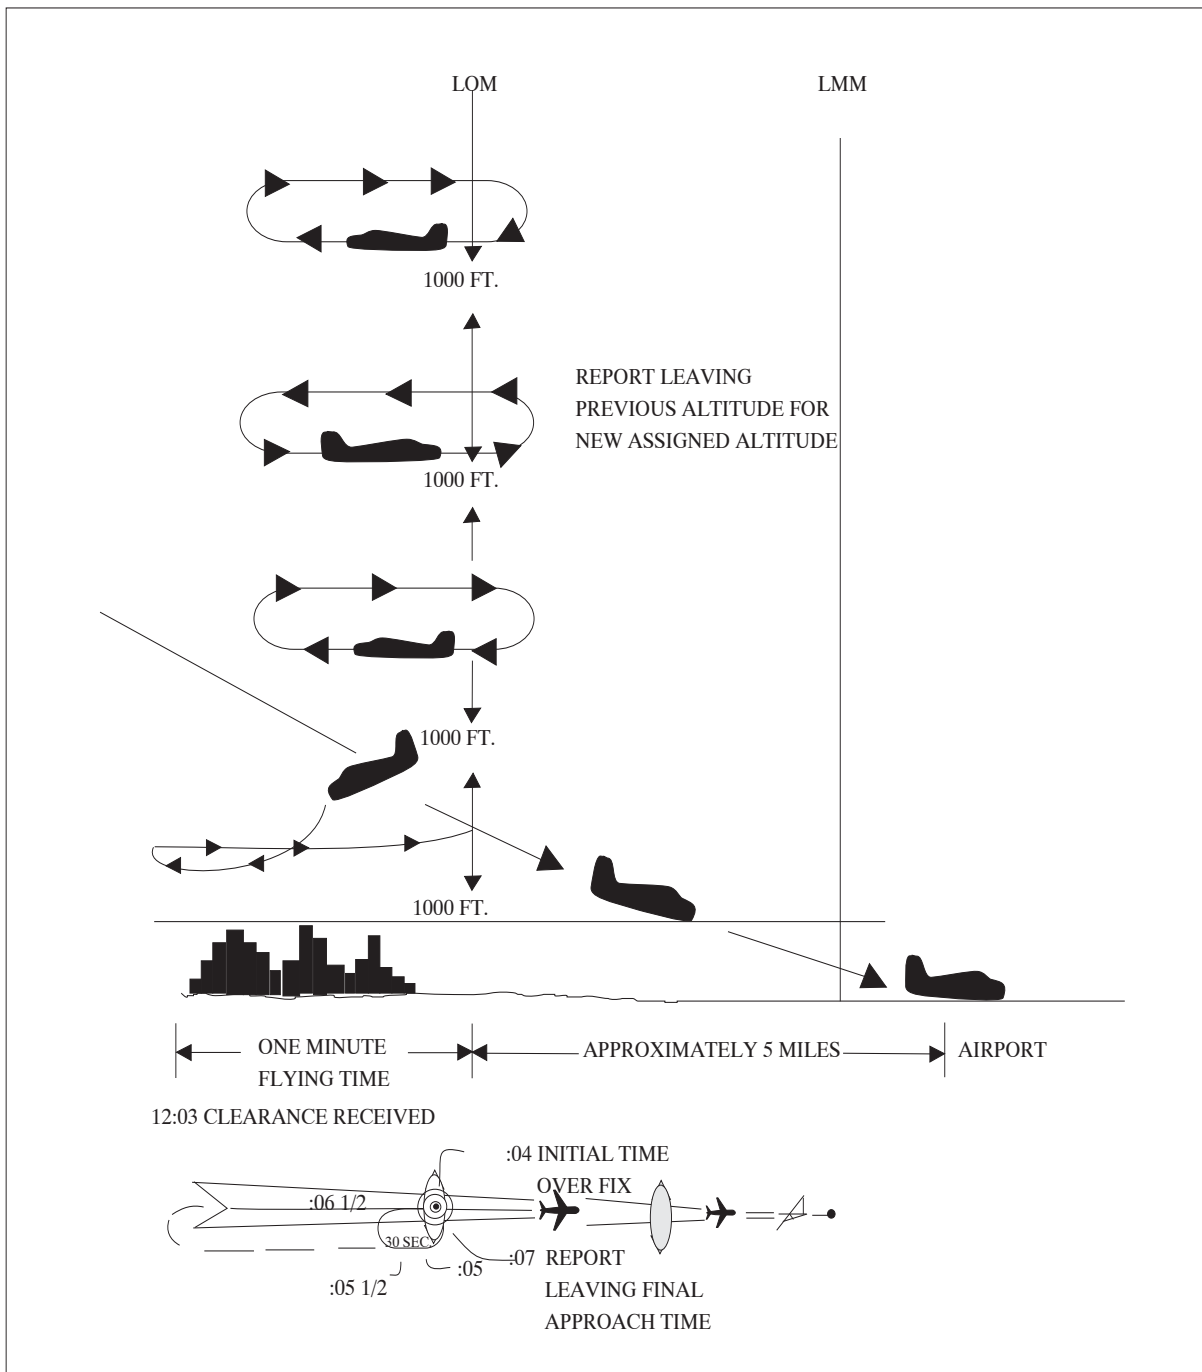 LOM
LMM
1000 FT.
REPORT LEAVING
PREVIOUS ALTITUDE FOR
NEW ASSIGNED ALTITUDE
1000 FT.
1000 FT.
1000 FT.
ONE MINUTE
FLYING TIME
APPROXIMATELY 5 MILES
AIRPORT
12:03 CLEARANCE RECEIVED
:04 INITIAL TIME
OVER FIX
:06 1/2
30 SEC.
:05
:07 REPORT
LEAVING FINAL
APPROACH TIME
:05 1/2